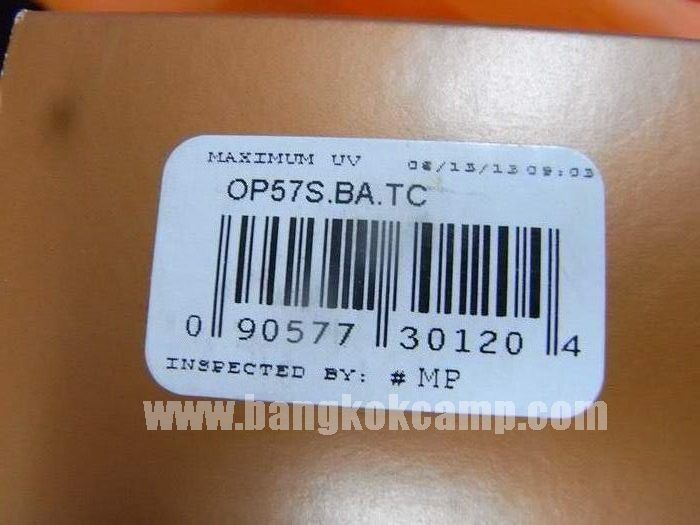 MAXIMUM UV 06/13/13 09:03
OP57S.BA.TC
0 90577 30120 4
INSPECTED BY: # MP
www.bangkokcamp.com